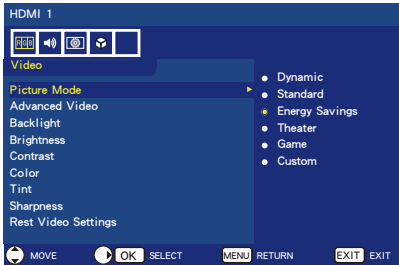 HDMI 1
RGB
Video
Picture Mode
Advanced Video
Backlight
Brightness
Contrast
Color
Tint
Sharpness
Rest Video Settings
Dynamic
Standard
Energy Savings
Theater
Game
Custom
MOVE OK SELECT MENU RETURN EXIT EXIT